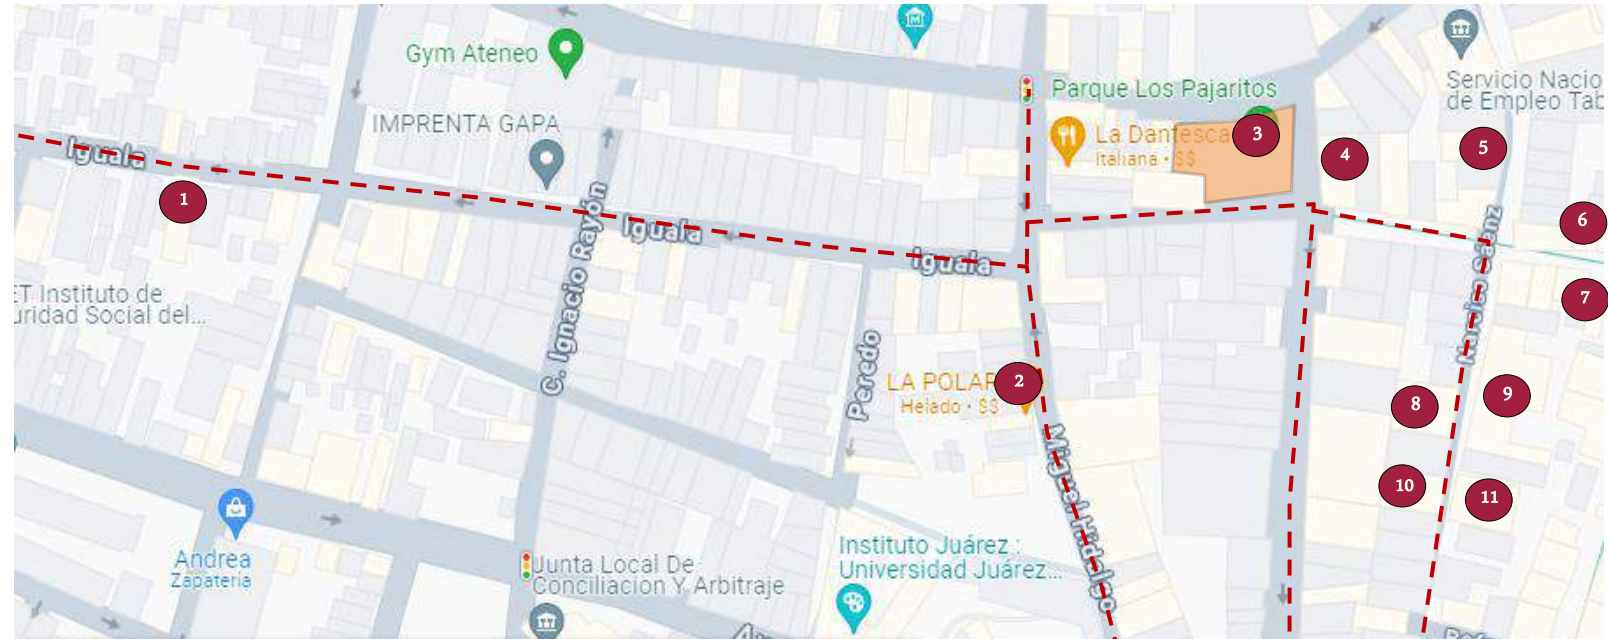 Gym Ateneo
IMPRENTA GAPA
Parque Los Pajaritos
La Dantesca
Italiana • $$
Servicio Nacio
de Empleo Tab
3
4
5
Iguala
1
C. Ignacio Rayón
Iguala
Iguala
6
Narciso Sáenz
7
ET Instituto de
uridad Social del...
Peredo
LA POLAR
Helado • $$
2
8
9
Miguel Hidalgo
10
11
Andrea
Zapatería
Junta Local De
Conciliacion Y Arbitraje
Instituto Juárez :
Universidad Juárez...